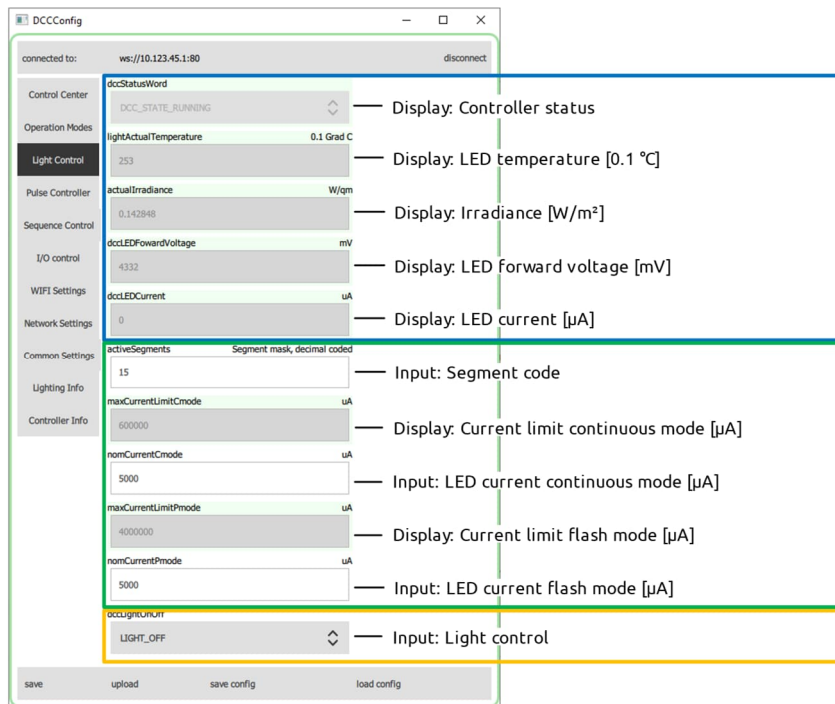 DCCConfig
connected to: ws://10.123.45.1:80 disconnect
Control Center
Operation Modes
Light Control
Pulse Controller
Sequence Control
I/O control
WIFI Settings
Network Settings
Common Settings
Lighting Info
Controller Info
dccStatusWord
DCC_STATE_RUNNING
Display: Controller status
lightActualTemperature 0.1 Grad C
253
Display: LED temperature [0.1 °C]
actualIrradiance W/qm
0.142848
Display: Irradiance [W/m²]
dccLEDFowardVoltage mV
4332
Display: LED forward voltage [mV]
dccLEDCurrent uA
0
Display: LED current [µA]
activeSegments Segment mask, decimal coded
15
Input: Segment code
maxCurrentLimitCmode uA
600000
Display: Current limit continuous mode [µA]
nomCurrentCmode uA
5000
Input: LED current continuous mode [µA]
maxCurrentLimitPmode uA
4000000
Display: Current limit flash mode [µA]
nomCurrentPmode uA
5000
Input: LED current flash mode [µA]
dccLightOnOff
LIGHT_OFF
Input: Light control
save upload save config load config